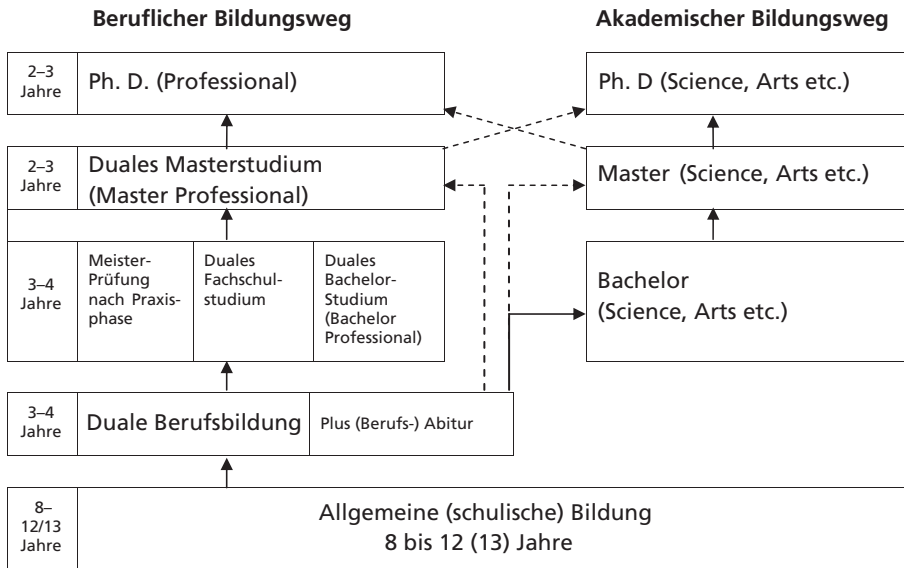 Beruflicher Bildungsweg
Akademischer Bildungsweg
2–3
Jahre
Ph. D. (Professional)
Ph. D (Science, Arts etc.)
2–3
Jahre
Duales Masterstudium
(Master Professional)
Master (Science, Arts etc.)
3–4
Jahre
Meister-
Prüfung
nach Praxis-
phase
Duales
Fachschul-
studium
Duales
Bachelor-
Studium
(Bachelor
Professional)
Bachelor
(Science, Arts etc.)
3–4
Jahre
Duale Berufsbildung
Plus (Berufs-) Abitur
8–
12/13
Jahre
Allgemeine (schulische) Bildung
8 bis 12 (13) Jahre